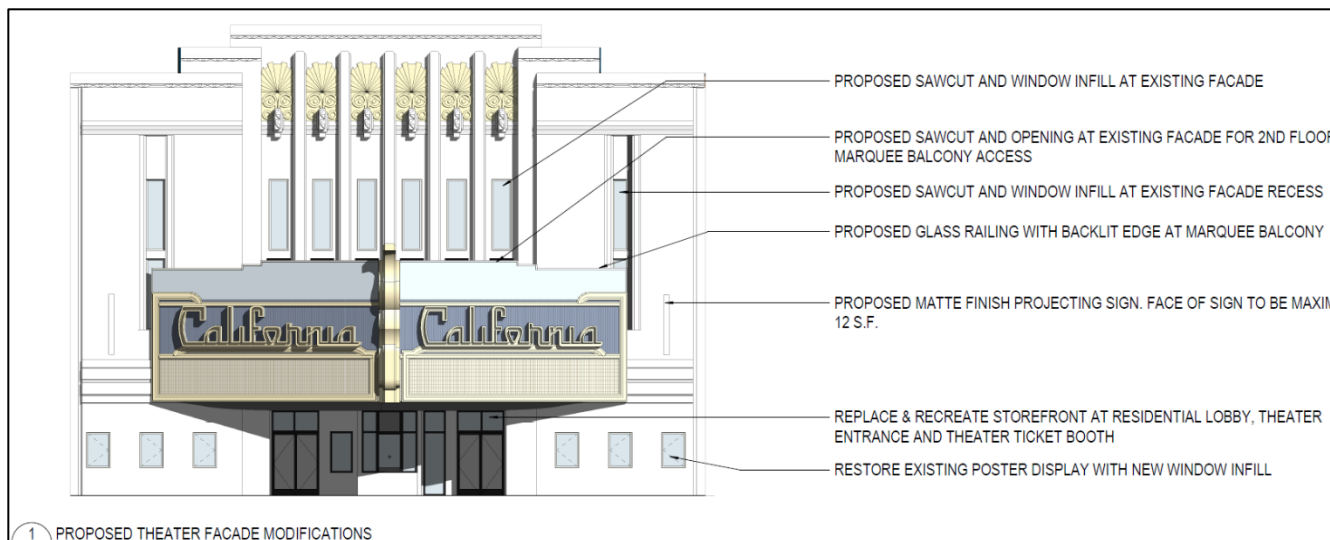 PROPOSED SAWCUT AND WINDOW INFILL AT EXISTING FACADE
PROPOSED SAWCUT AND OPENING AT EXISTING FACADE FOR 2ND FLOOR
MARQUEE BALCONY ACCESS
PROPOSED SAWCUT AND WINDOW INFILL AT EXISTING FACADE RECESS
PROPOSED GLASS RAILING WITH BACKLIT EDGE AT MARQUEE BALCONY
PROPOSED MATTE FINISH PROJECTING SIGN. FACE OF SIGN TO BE
12 S.F.
California California
REPLACE & RECREATE STOREFRONT AT RESIDENTIAL LOBBY, THEATER
ENTRANCE AND THEATER TICKET BOOTH
RESTORE EXISTING POSTER DISPLAY WITH NEW WINDOW INFILL
1 PROPOSED THEATER FACADE MODIFICATIONS